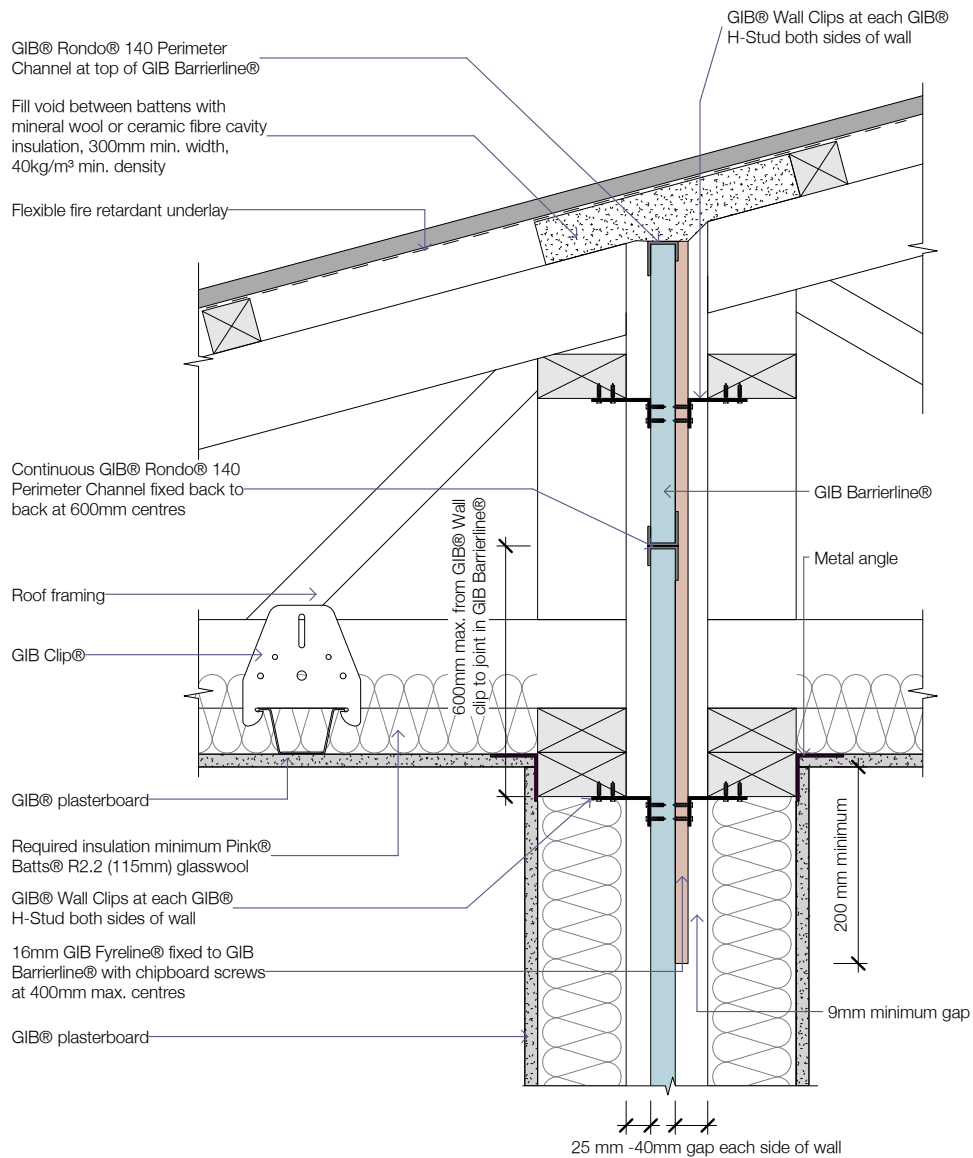 GIB® Wall Clips at each GIB®
H-Stud both sides of wall
GIB® Rondo® 140 Perimeter
Channel at top of GIB Barrierline®
Fill void between battens with
mineral wool or ceramic fibre cavity
insulation, 300mm min. width,
40kg/m³ min. density
Flexible fire retardant underlay
Continuous GIB® Rondo® 140
Perimeter Channel fixed back to
back at 600mm centres
GIB Barrierline®
600mm max. from GIB® Wall
clip to joint in GIB Barrierline®
Metal angle
Roof framing
GIB Clip®
GIB® plasterboard
Required insulation minimum Pink®
Batts® R2.2 (115mm) glasswool
GIB® Wall Clips at each GIB®
H-Stud both sides of wall
200 mm minimum
16mm GIB Fyreline® fixed to GIB
Barrierline® with chipboard screws
at 400mm max. centres
9mm minimum gap
GIB® plasterboard
25 mm -40mm gap each side of wall